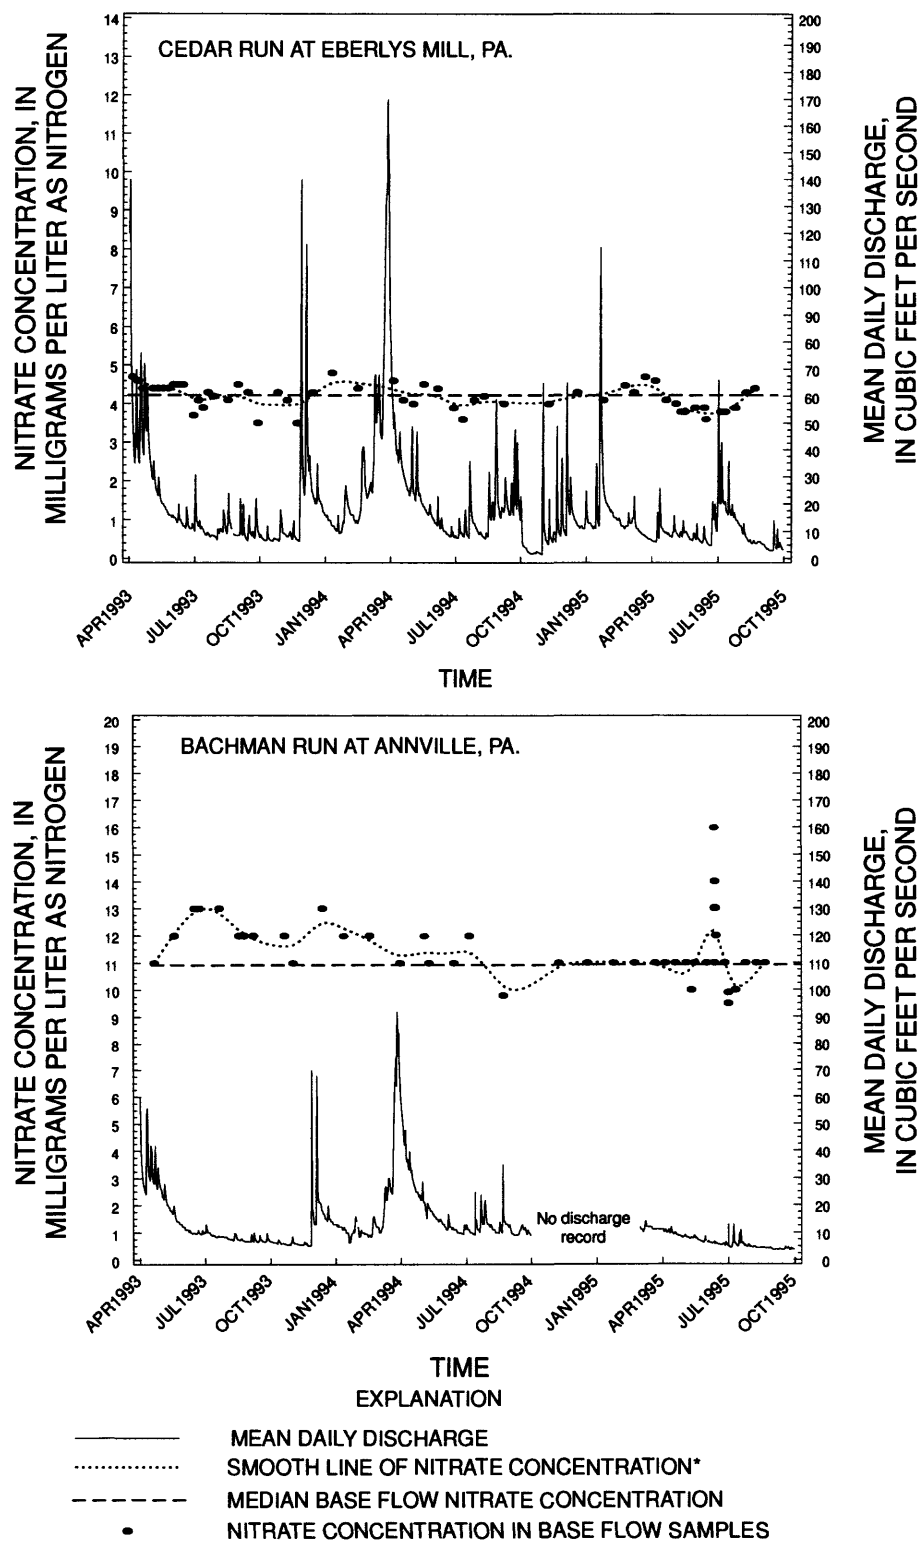 CEDAR RUN AT EBERLYS MILL, PA.
NITRATE CONCENTRATION, IN
MILLIGRAMS PER LITER AS NITROGEN
14
13
12
11
10
9
8
7
6
5
4
3
2
1
0
200
190
180
170
160
150
140
130
120
110
100
90
80
70
60
50
40
30
20
10
0
MEAN DAILY DISCHARGE,
IN CUBIC FEET PER SECOND
APR1993
JUL1993
OCT1993
JAN1994
APR1994
JUL1994
OCT1994
JAN1995
APR1995
JUL1995
OCT1995
TIME
BACHMAN RUN AT ANNVILLE, PA.
NITRATE CONCENTRATION, IN
MILLIGRAMS PER LITER AS NITROGEN
20
19
18
17
16
15
14
13
12
11
10
9
8
7
6
5
4
3
2
1
0
No discharge
record
200
190
180
170
160
150
140
130
120
110
100
90
80
70
60
50
40
30
20
10
0
MEAN DAILY DISCHARGE,
IN CUBIC FEET PER SECOND
APR1993
JUL1993
OCT1993
JAN1994
APR1994
JUL1994
OCT1994
JAN1995
APR1995
JUL1995
OCT1995
TIME
EXPLANATION
MEAN DAILY DISCHARGE
SMOOTH LINE OF NITRATE CONCENTRATION*
MEDIAN BASE FLOW NITRATE CONCENTRATION
NITRATE CONCENTRATION IN BASE FLOW SAMPLES